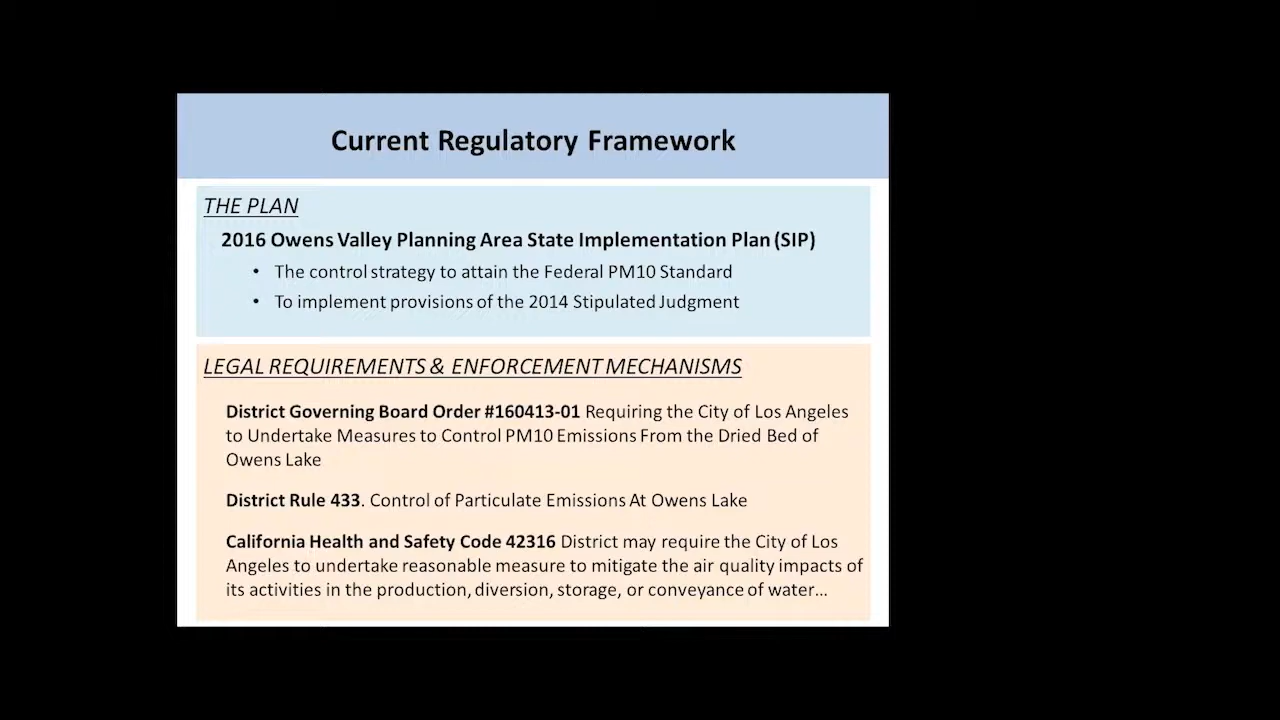 Current Regulatory Framework
THE PLAN
2016 Owens Valley Planning Area State Implementation Plan (SIP)
• The control strategy to attain the Federal PM10 Standard
• To implement provisions of the 2014 Stipulated Judgment
LEGAL REQUIREMENTS & ENFORCEMENT MECHANISMS
District Governing Board Order #160413-01 Requiring the City of Los Angeles
to Undertake Measures to Control PM10 Emissions From the Dried Bed of
Owens Lake
District Rule 433. Control of Particulate Emissions At Owens Lake
California Health and Safety Code 42316 District may require the City of Los
Angeles to undertake reasonable measure to mitigate the air quality impacts of
its activities in the production, diversion, storage, or conveyance of water…